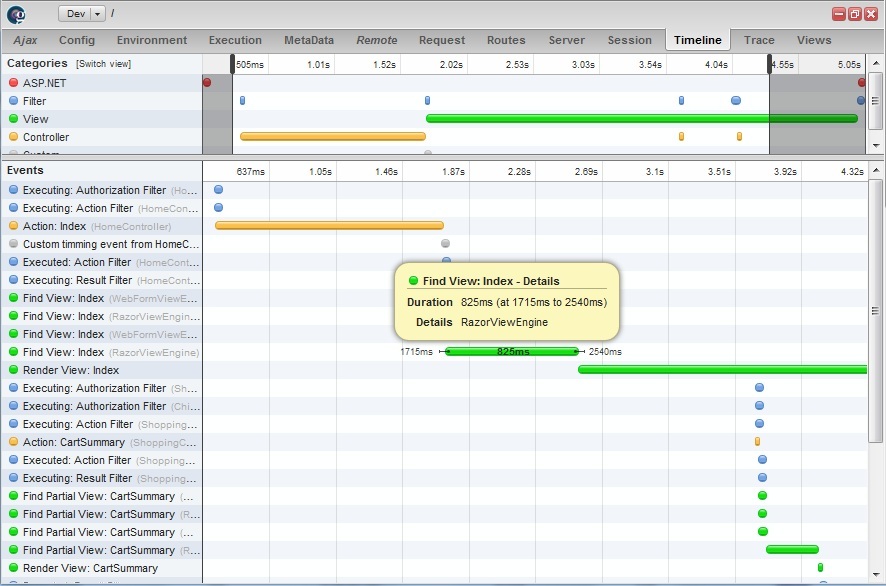 Dev /
Ajax Config Environment Execution MetaData Remote Request Routes Server Session Timeline Trace Views
Categories [Switch view] 505ms 1.01s 1.52s 2.02s 2.53s 3.03s 3.54s 4.04s 4.55s 5.05s
ASP.NET
Filter
View
Controller
Custom
Events 637ms 1.05s 1.46s 1.87s 2.28s 2.69s 3.1s 3.51s 3.92s 4.32s
Executing: Authorization Filter (Ho...
Executing: Action Filter (HomeCon...
Action: Index (HomeController)
Custom timming event from HomeC...
Executed: Action Filter (HomeCont...
Executing: Result Filter (HomeCont...
Find View: Index (WebFormViewE...
Find View: Index (RazorViewEngin...
Find View: Index (WebFormViewE...
Find View: Index (RazorViewEngine)
Find View: Index - Details
Duration 825ms (at 1715ms to 2540ms)
Details RazorViewEngine
1715ms 825ms 2540ms
Render View: Index
Executing: Authorization Filter (Sh...
Executing: Authorization Filter (Chi...
Executing: Action Filter (Shopping...
Action: CartSummary (ShoppingC...
Executed: Action Filter (Shopping...
Executing: Result Filter (Shopping...
Find Partial View: CartSummary (...
Find Partial View: CartSummary (R...
Find Partial View: CartSummary (...
Find Partial View: CartSummary (R...
Render View: CartSummary